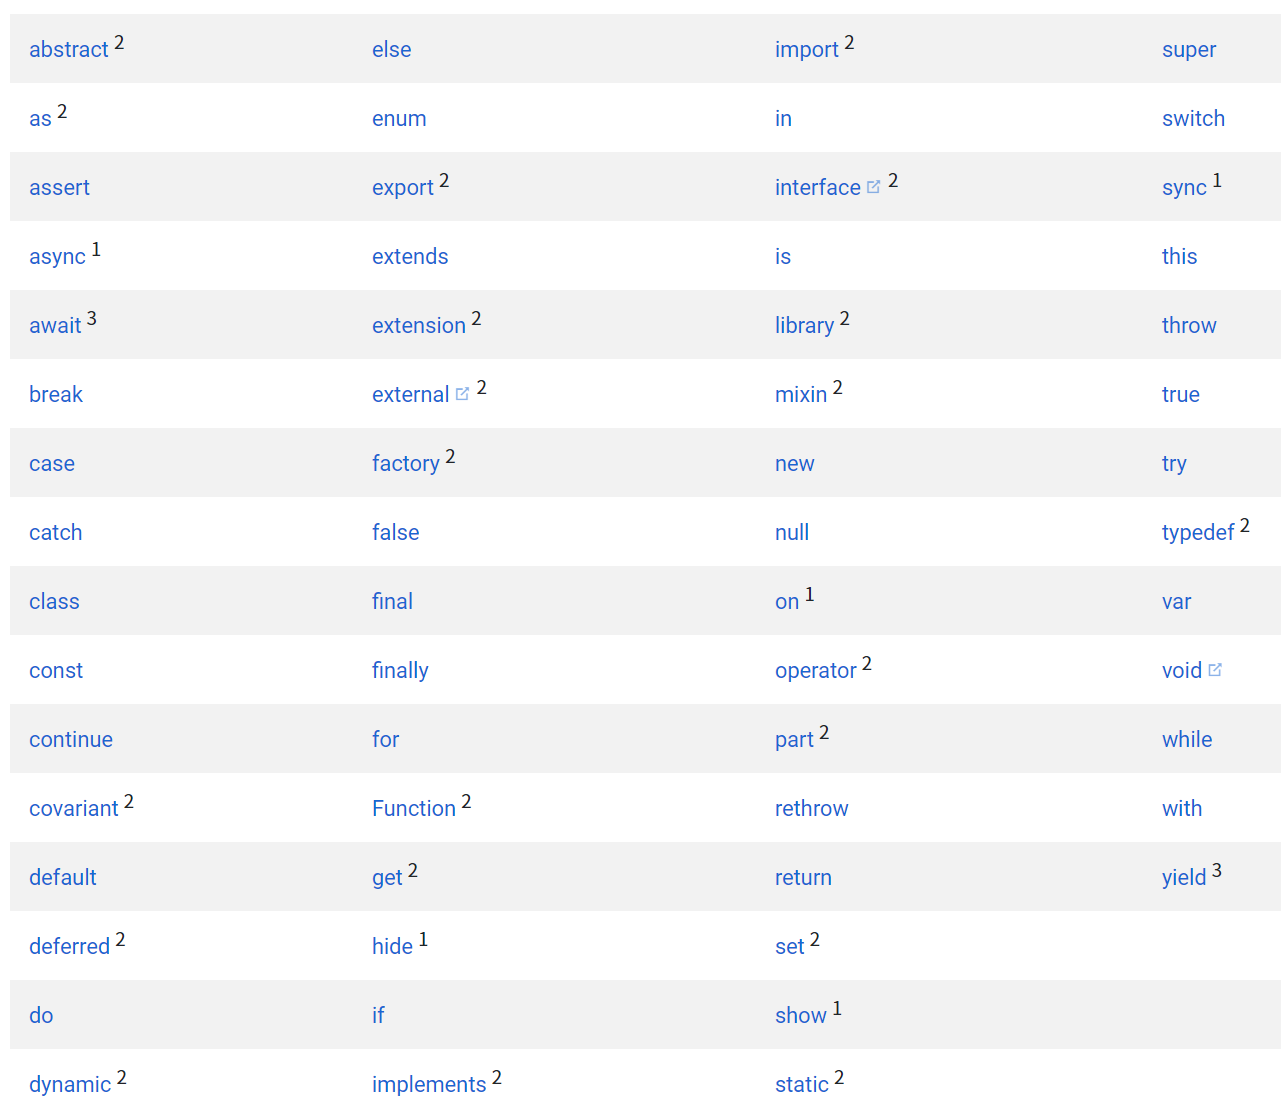 abstract 2 else import 2 super
as 2 enum in switch
assert export 2 interface 2 sync 1
async 1 extends is this
await 3 extension 2 library 2 throw
break external 2 mixin 2 true
case factory 2 new try
catch false null typedef 2
class final on 1 var
const finally operator 2 void
continue for part 2 while
covariant 2 Function 2 rethrow with
default get 2 return yield 3
deferred 2 hide 1 set 2
do if show 1
dynamic 2 implements 2 static 2